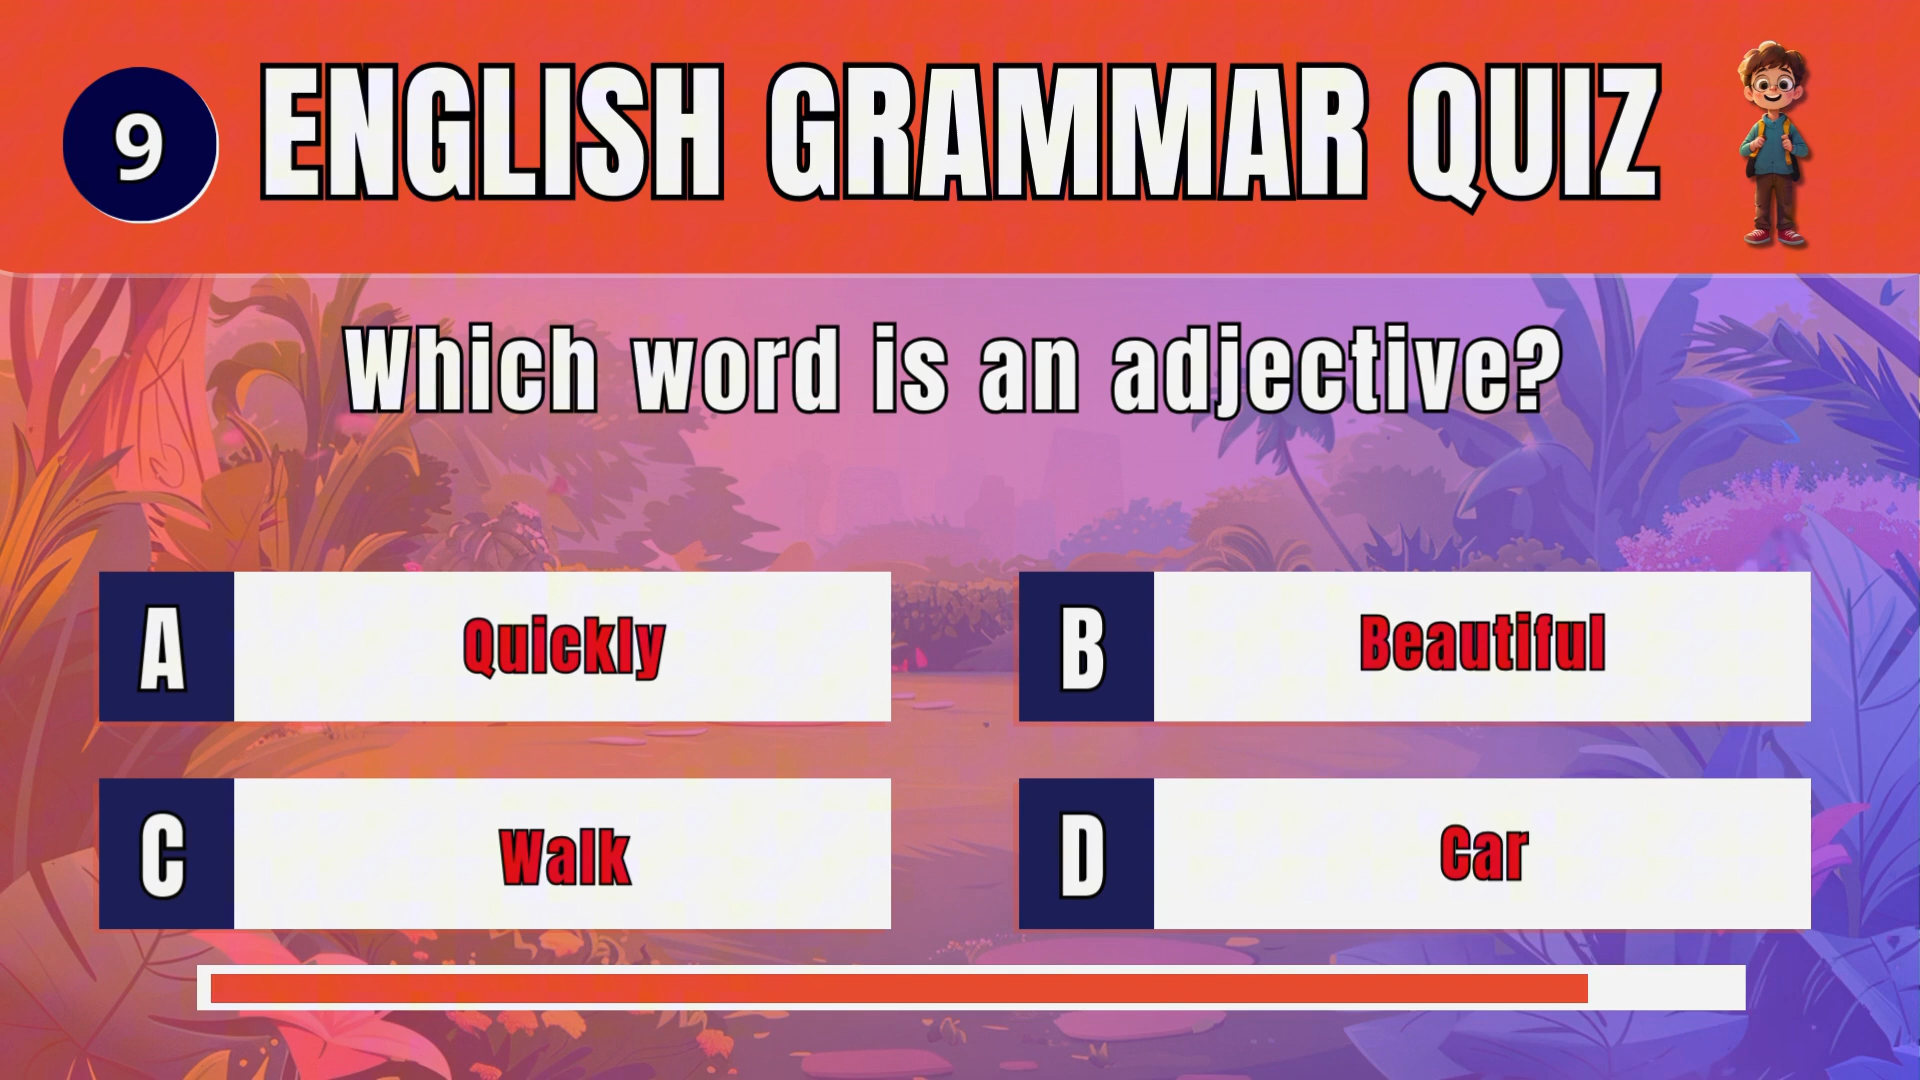 9
ENGLISH GRAMMAR QUIZ
Which word is an adjective?
A Quickly
B Beautiful
C Walk
D Car